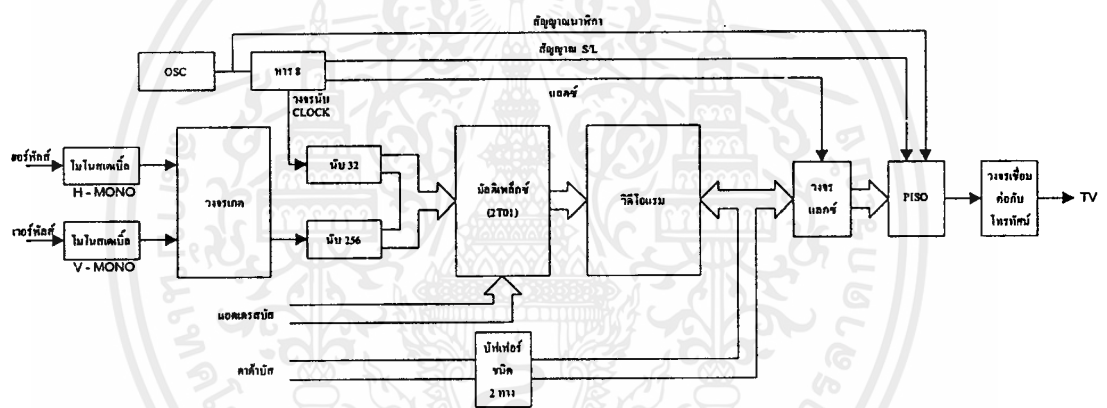 สัญญาณนาฬิกา
สัญญาณ S/L
OSC
หาร 8
แลตซ์
วงจรนับ
CLOCK
ฮอร์พัลส์
โมโนสเตเบิ้ล
H - MONO
วงจรเกต
นับ 32
มัลติเพล็กซ์
(2TO1)
วิดีโอแรม
วงจร
แลกซ์
PISO
วงจรเชื่อม
ต่อกับ
โทรทัศน์
TV
เวอร์พัลส์
โมโนสเตเบิ้ล
V - MONO
นับ 256
แอดเดรสบัส
ดาต้าบัส
บัฟเฟอร์
ชนิด
2 ทาง